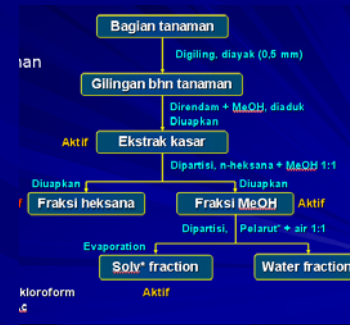 Bagian tanaman
Digiling, diayak (0,5 mm)
Gilingan bhn tanaman
Direndam + MeOH, diaduk
Diuapkan
Aktif
Ekstrak kasar
Dipartisi, n-heksana + MeOH 1:1
Diuapkan
Diuapkan
Fraksi heksana
Fraksi MeOH
Aktif
Dipartisi, Pelarut* + air 1:1
Evaporation
Solv* fraction
Water fraction
kloroform
Aktif